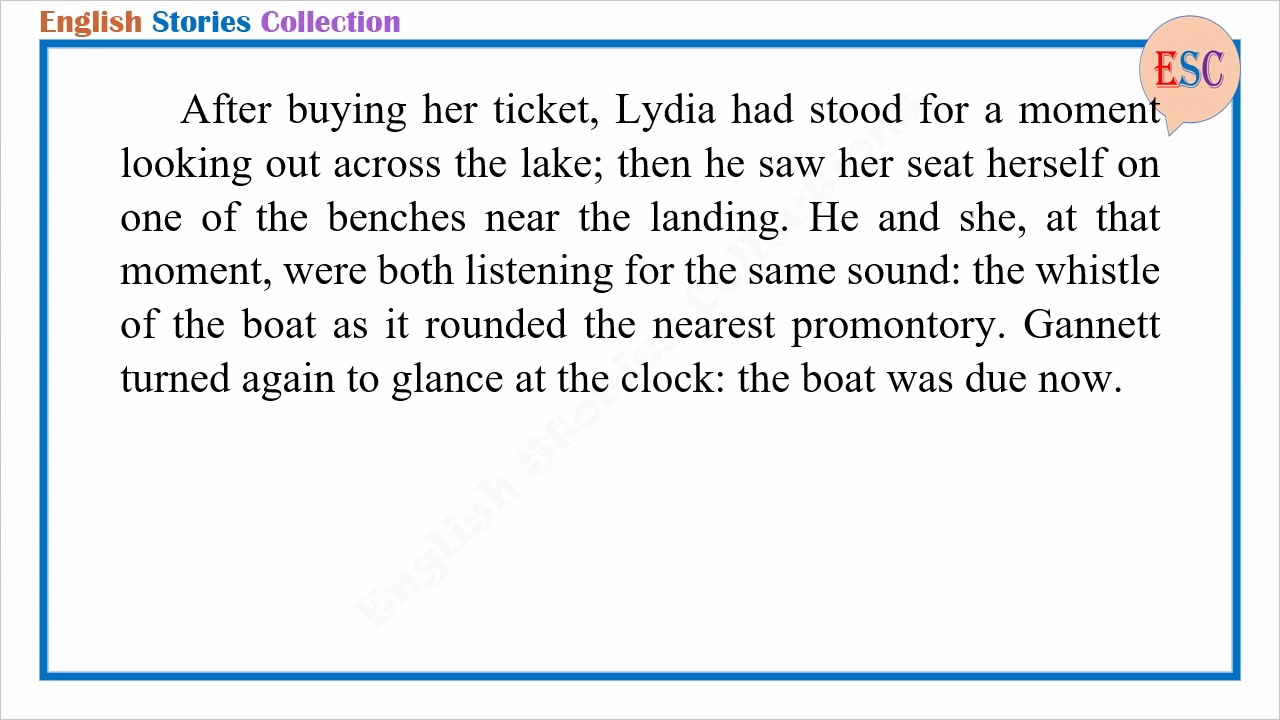 English Stories Collection
ESC
After buying her ticket, Lydia had stood for a moment
looking out across the lake; then he saw her seat herself on
one of the benches near the landing. He and she, at that
moment, were both listening for the same sound: the whistle
of the boat as it rounded the nearest promontory. Gannett
turned again to glance at the clock: the boat was due now.
English Stories Collection